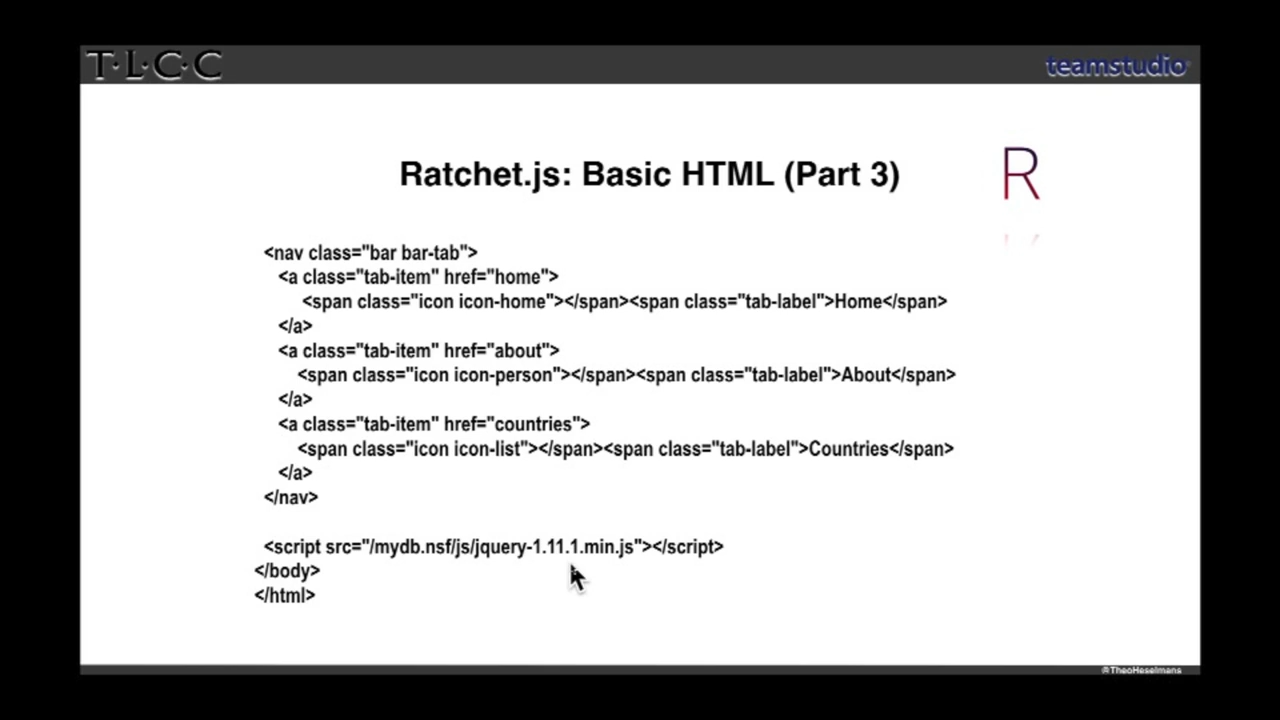 T·L·C·C
teamstudio
Ratchet.js: Basic HTML (Part 3)
R
<nav class="bar bar-tab">
<a class="tab-item" href="home">
<span class="icon icon-home"></span><span class="tab-label">Home</span>
</a>
<a class="tab-item" href="about">
<span class="icon icon-person"></span><span class="tab-label">About</span>
</a>
<a class="tab-item" href="countries">
<span class="icon icon-list"></span><span class="tab-label">Countries</span>
</a>
</nav>
<script src="/mydb.nsf/js/jquery-1.11.1.min.js"></script>
</body>
</html>
@TheoHeselmans